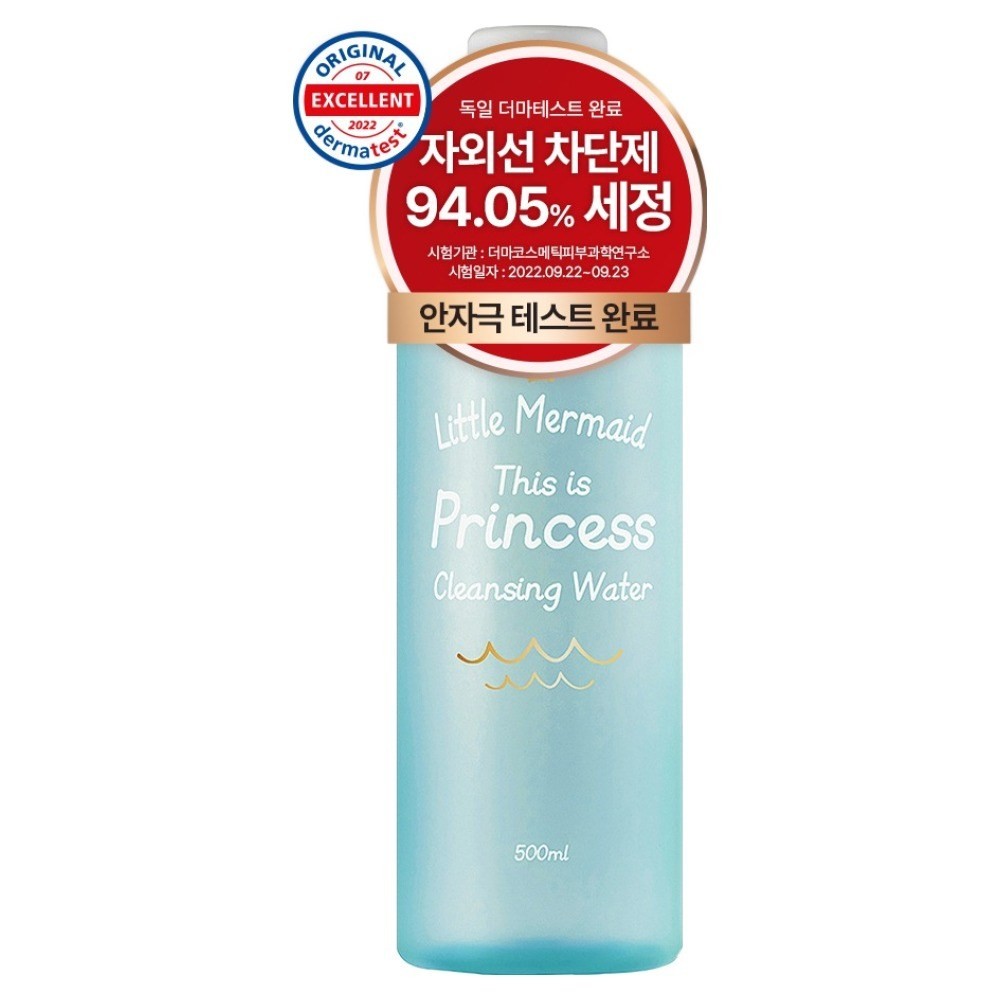 ORIGINAL
07
EXCELLENT
2022
dermatest®
독일 더마테스트 완료
자외선 차단제
94.05% 세정
시험기관 : 더마코스메틱피부과학연구소
시험일자 : 2022.09.22~09.23
안자극 테스트 완료
Little Mermaid
This is
Princess
Cleansing Water
500ml